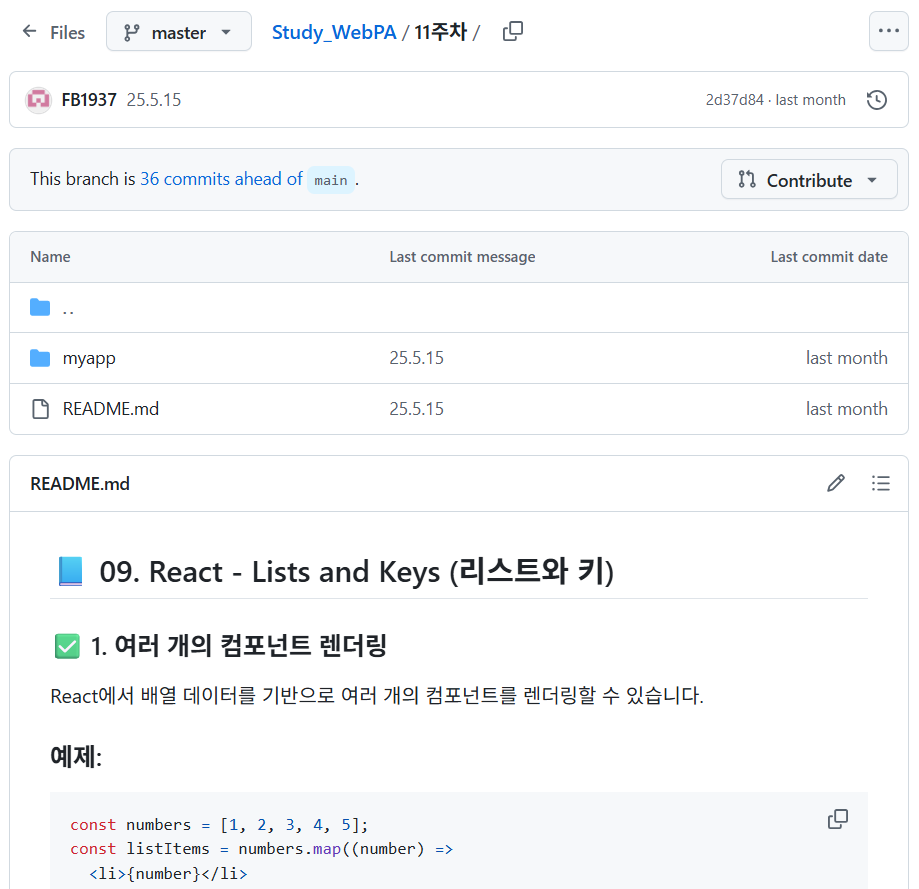 Files master Study_WebPA / 11주차 /
FB1937 25.5.15 2d37d84 · last month
This branch is 36 commits ahead of main . Contribute
Name Last commit message Last commit date
..
myapp 25.5.15 last month
README.md 25.5.15 last month
README.md
09. React - Lists and Keys (리스트와 키)
1. 여러 개의 컴포넌트 렌더링
React에서 배열 데이터를 기반으로 여러 개의 컴포넌트를 렌더링할 수 있습니다.
예제:
const numbers = [1, 2, 3, 4, 5];
const listItems = numbers.map((number) =>
  <li>{number}</li>